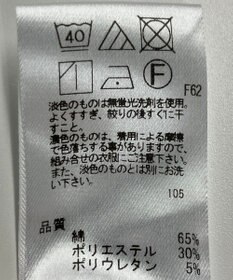 40
F
F62
淡色のものは無蛍光洗剤を使用。
よくすすぎ、絞りの後すぐに干
すこと。
濃色のものは、着用による摩擦
で色落ちする事がありますので、
組み合せの衣服にご注意下さい。
また、淡色のものとは別にお洗
い下さい。
105
品質
綿 65%
ポリエステル 30%
ポリウレタン 5%